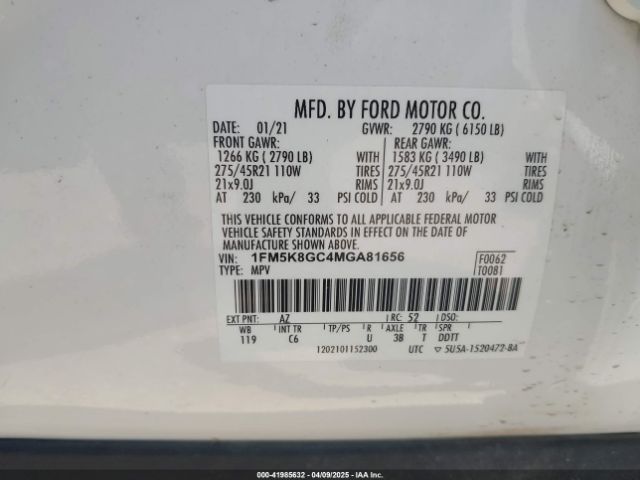 MFD. BY FORD MOTOR CO.
DATE: 01/21 GVWR: 2790 KG ( 6150 LB)
FRONT GAWR: REAR GAWR:
1266 KG ( 2790 LB) WITH 1583 KG ( 3490 LB) WITH
275/45R21 110W TIRES 275/45R21 110W TIRES
21x9.0J RIMS 21x9.0J RIMS
AT 230 kPa/ 33 PSI COLD AT 230 kPa/ 33 PSI COLD
THIS VEHICLE CONFORMS TO ALL APPLICABLE FEDERAL MOTOR
VEHICLE SAFETY STANDARDS IN EFFECT ON THE DATE OF
MANUFACTURE SHOWN ABOVE.
VIN: 1FM5K8GC4MGA81656 F0062
TYPE: MPV T0081
EXT PNT: AZ RC: 52 DSO:
WB INT TR TP/PS R AXLE TR SPR
119 C6 U 38 T DDTT
1202101152300 UTC 5U5A-1520472-BA
000-41985632 - 04/09/2025 - IAAI.com